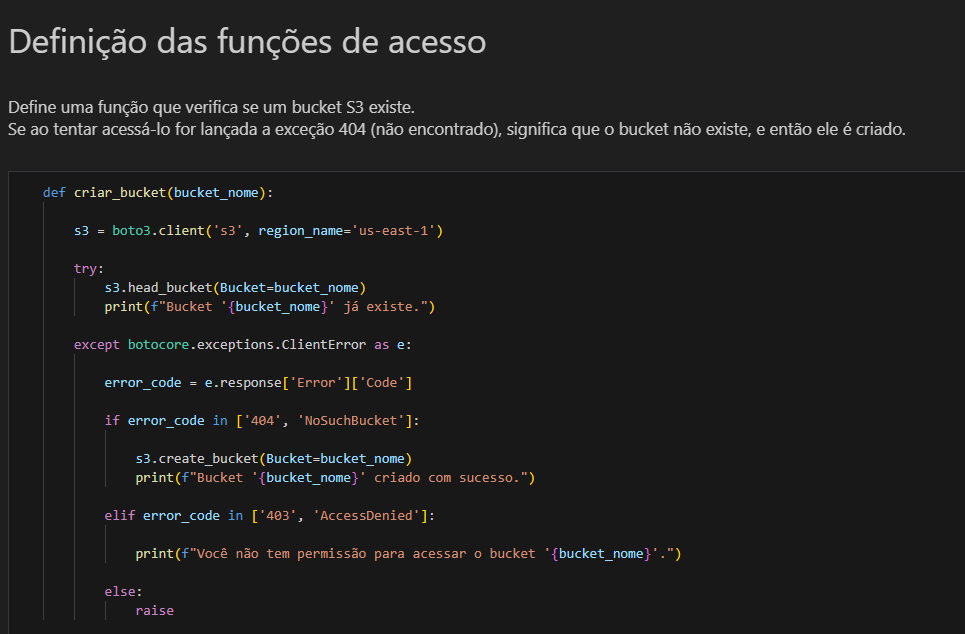 Definição das funções de acesso
Define uma função que verifica se um bucket S3 existe.
Se ao tentar acessá-lo for lançada a exceção 404 (não encontrado), significa que o bucket não existe, e então ele é criado.
def criar_bucket(bucket_nome):
s3 = boto3.client('s3', region_name='us-east-1')
try:
s3.head_bucket(Bucket=bucket_nome)
print(f"Bucket '{bucket_nome}' já existe.")
except botocore.exceptions.ClientError as e:
error_code = e.response['Error']['Code']
if error_code in ['404', 'NoSuchBucket']:
s3.create_bucket(Bucket=bucket_nome)
print(f"Bucket '{bucket_nome}' criado com sucesso.")
elif error_code in ['403', 'AccessDenied']:
print(f"Você não tem permissão para acessar o bucket '{bucket_nome}'.")
else:
raise